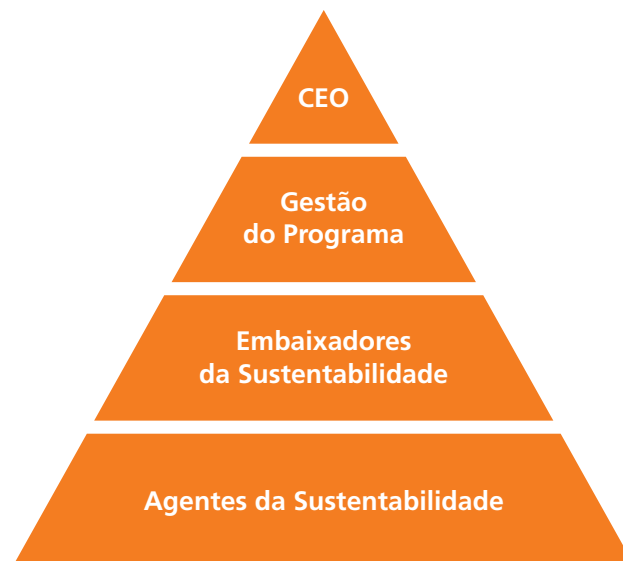 CEO
Gestão
do Programa
Embaixadores
da Sustentabilidade
Agentes da Sustentabilidade